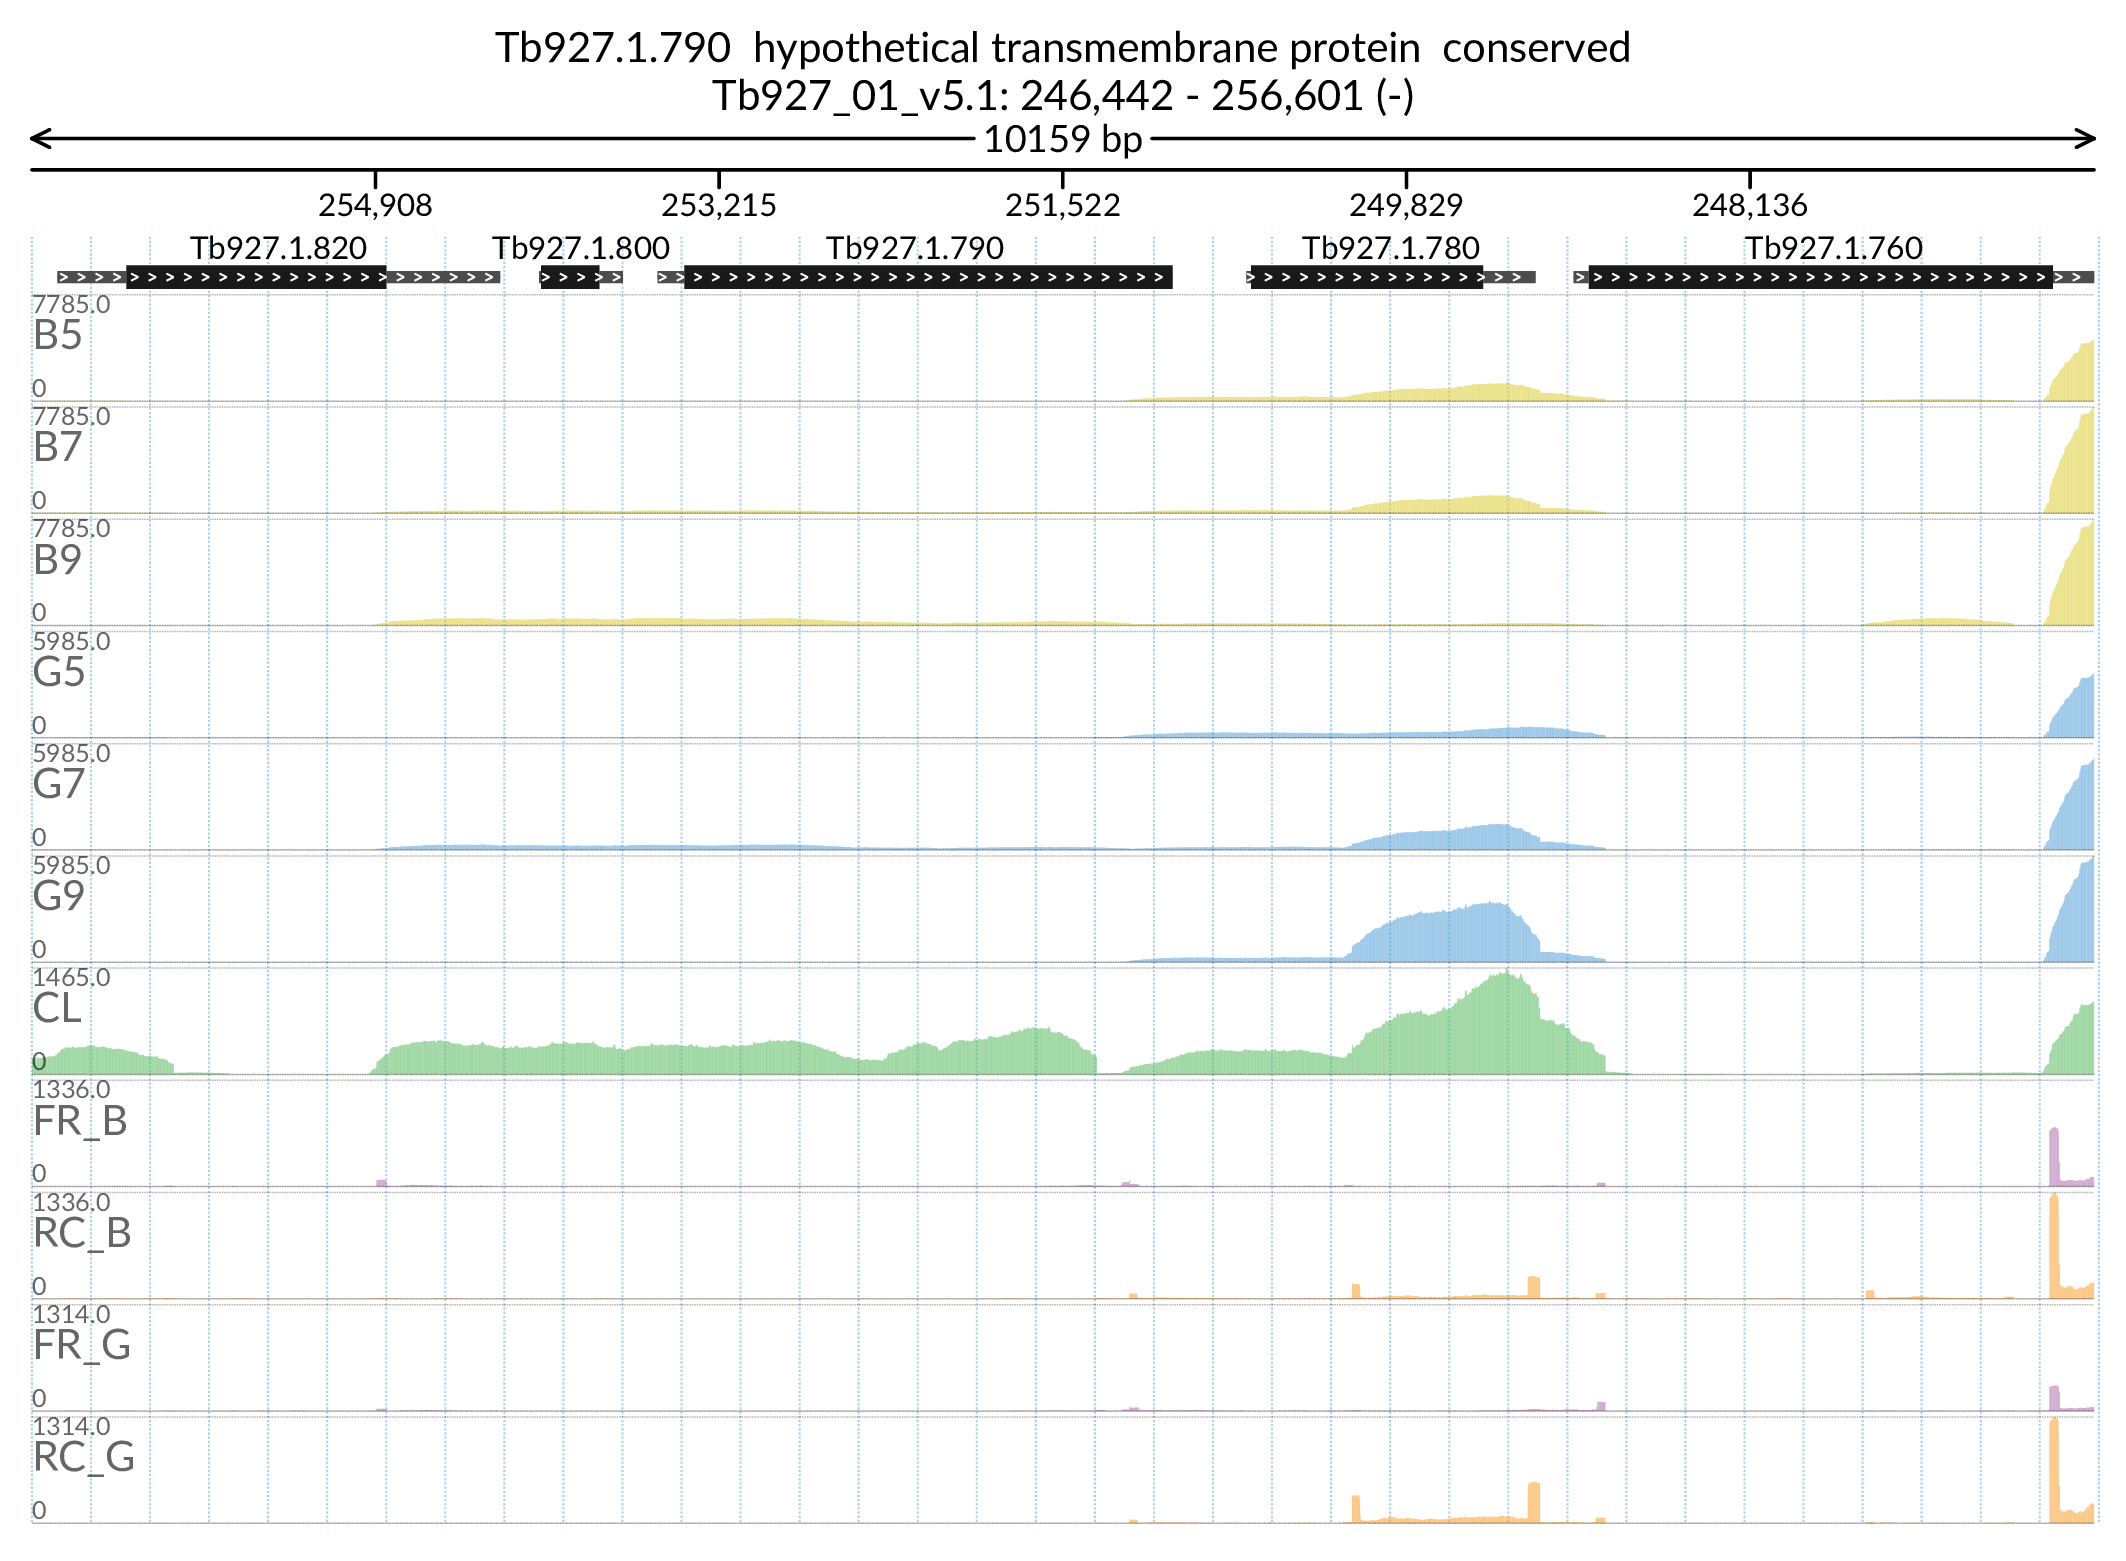 Tb927.1.790  hypothetical transmembrane protein  conserved
Tb927_01_v5.1: 246,442 - 256,601 (-)
10159 bp
254,908 253,215 251,522 249,829 248,136
Tb927.1.820 Tb927.1.800 Tb927.1.790 Tb927.1.780 Tb927.1.760
7785.0
B5
0
7785.0
B7
0
7785.0
B9
0
5985.0
G5
0
5985.0
G7
0
5985.0
G9
0
1465.0
CL
0
1336.0
FR_B
0
1336.0
RC_B
0
1314.0
FR_G
0
1314.0
RC_G
0